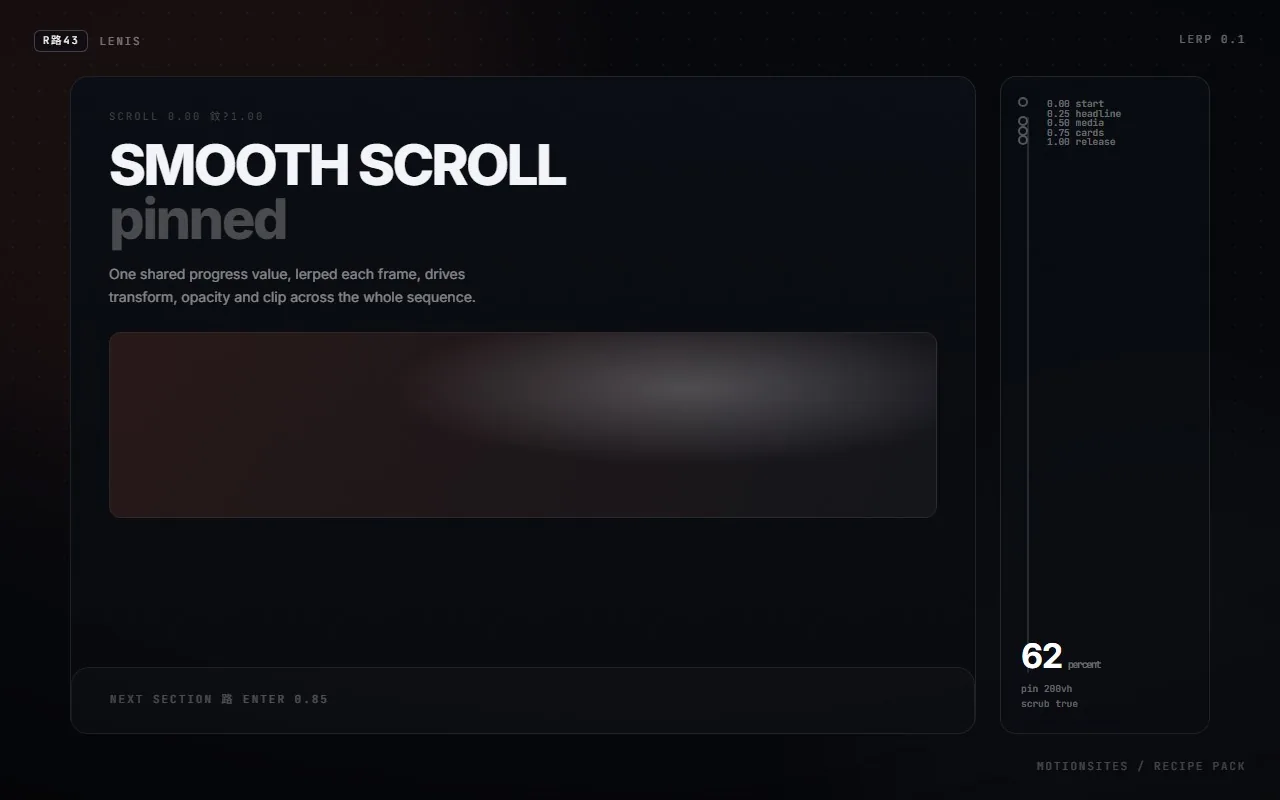 R路43 LENIS
LERP 0.1
SCROLL 0.00 鈫?1.00
SMOOTH SCROLL
pinned
One shared progress value, lerped each frame, drives
transform, opacity and clip across the whole sequence.
NEXT SECTION 路 ENTER 0.85
0.00 start
0.25 headline
0.50 media
0.75 cards
1.00 release
62 percent
pin 200vh
scrub true
MOTIONSITES / RECIPE PACK